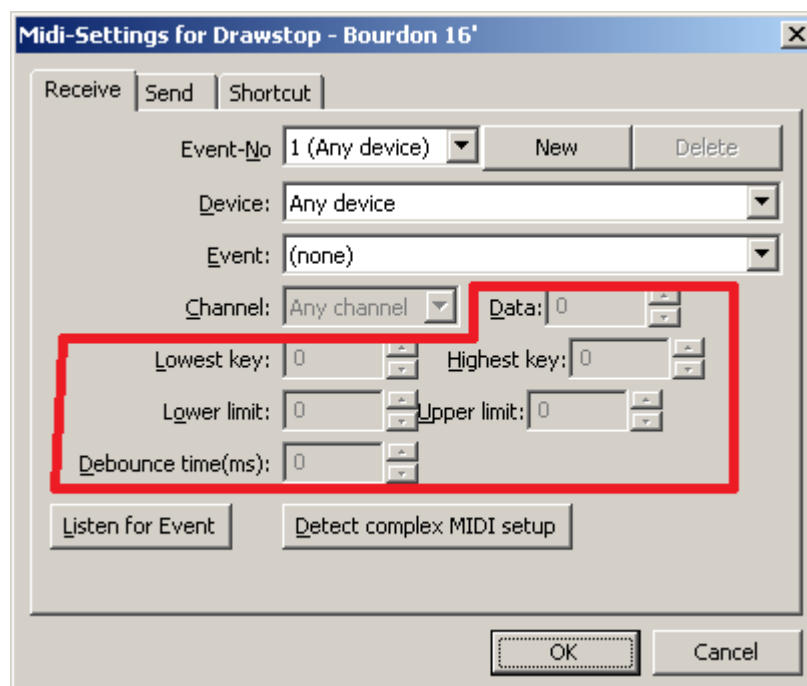 Midi-Settings for Drawstop - Bourdon 16'
Receive Send Shortcut
Event-No 1 (Any device) New Delete
Device: Any device
Event: (none)
Channel: Any channel Data: 0
Lowest key: 0 Highest key: 0
Lower limit: 0 Upper limit: 0
Debounce time(ms): 0
Listen for Event Detect complex MIDI setup
OK Cancel